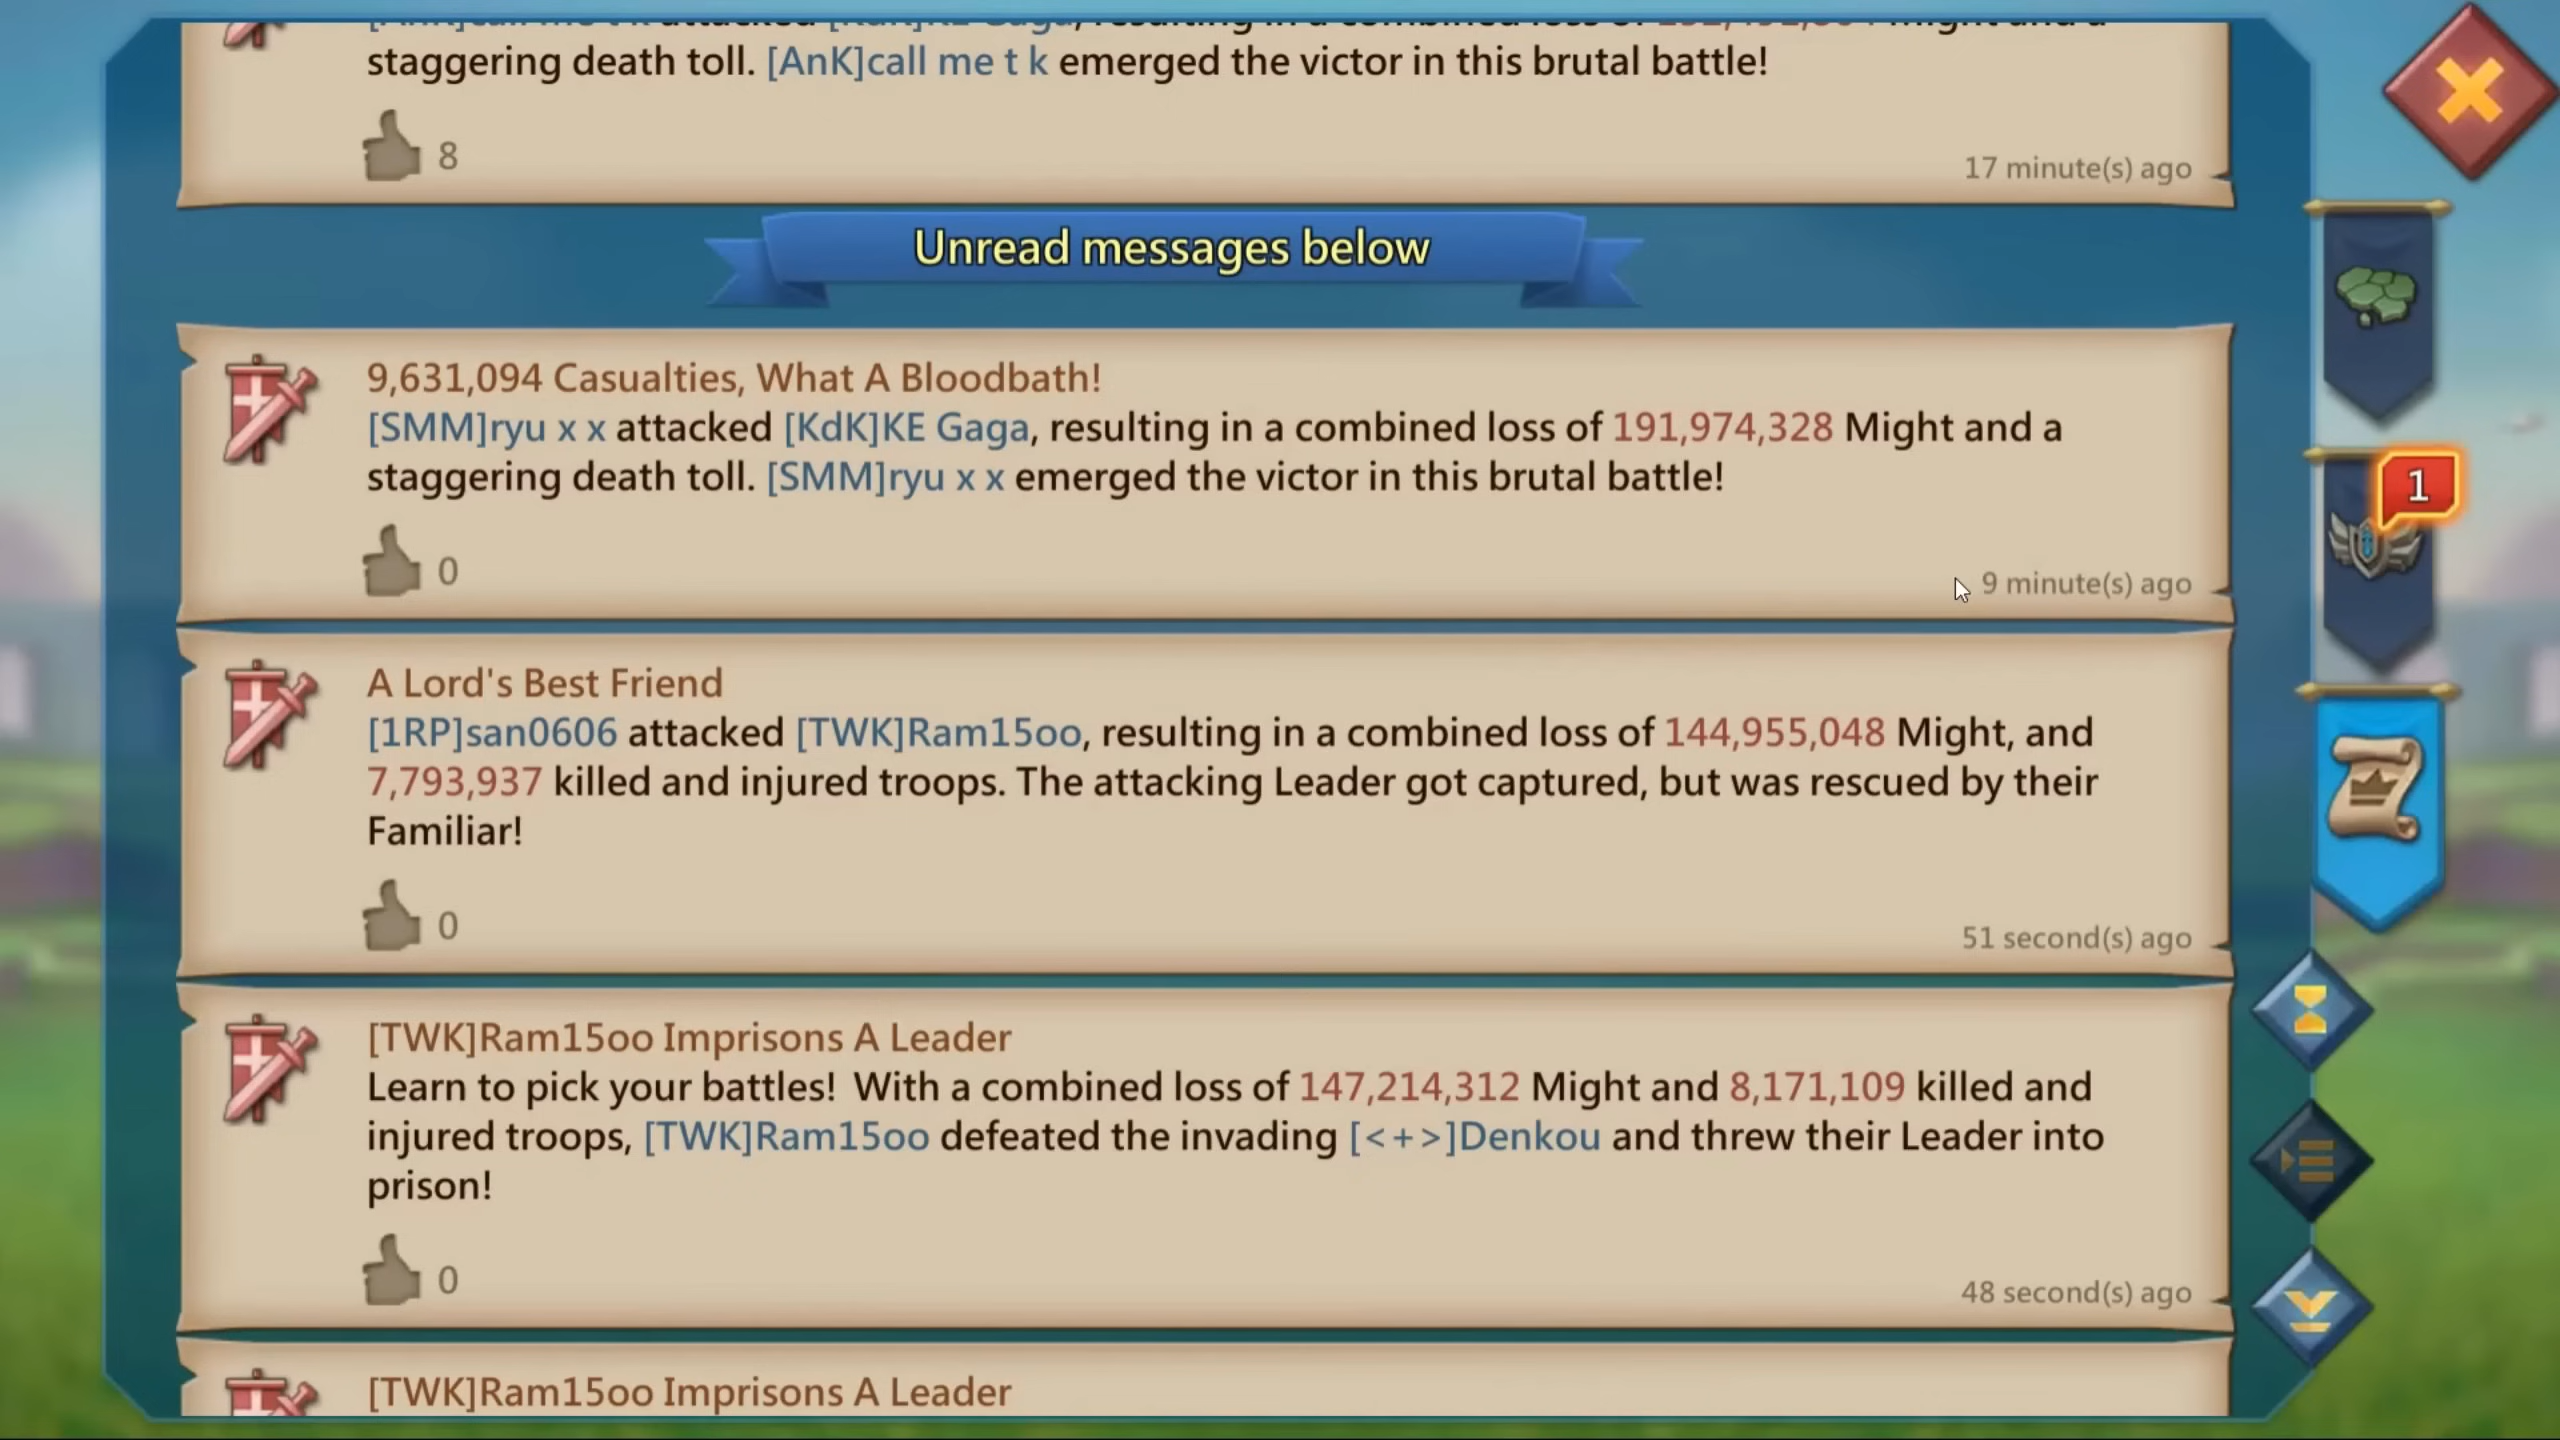 staggering death toll. [AnK]call me t k emerged the victor in this brutal battle!
8
17 minute(s) ago
Unread messages below
9,631,094 Casualties, What A Bloodbath!
[SMM]ryu x x attacked [KdK]KE Gaga, resulting in a combined loss of 191,974,328 Might and a
staggering death toll. [SMM]ryu x x emerged the victor in this brutal battle!
0
9 minute(s) ago
1
A Lord's Best Friend
[1RP]san0606 attacked [TWK]Ram15oo, resulting in a combined loss of 144,955,048 Might, and
7,793,937 killed and injured troops. The attacking Leader got captured, but was rescued by their
Familiar!
0
51 second(s) ago
[TWK]Ram15oo Imprisons A Leader
Learn to pick your battles! With a combined loss of 147,214,312 Might and 8,171,109 killed and
injured troops, [TWK]Ram15oo defeated the invading [<+>]Denkou and threw their Leader into
prison!
0
48 second(s) ago
[TWK]Ram15oo Imprisons A Leader